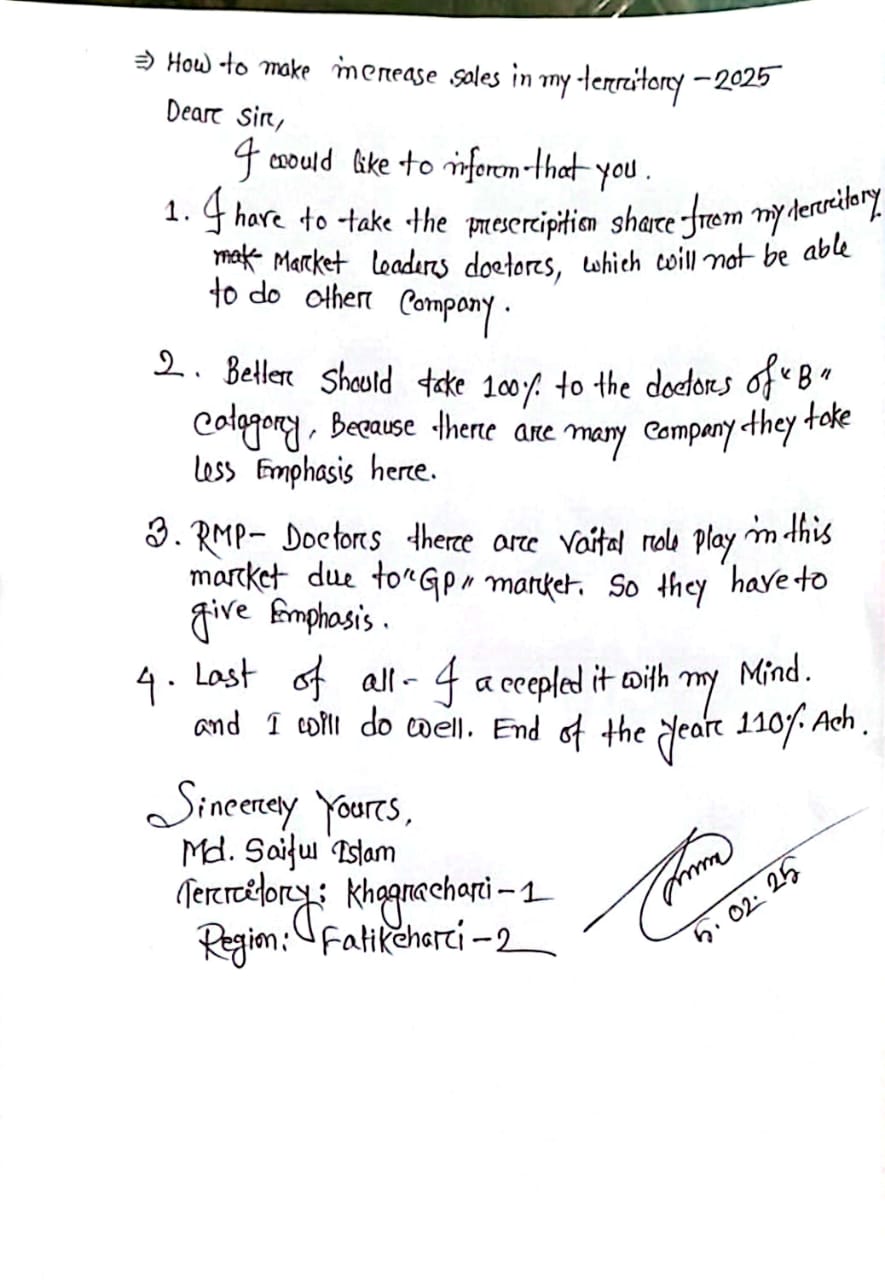 ⇒ How to make increase sales in my territory - 2025
Dear Sir,
I would like to inform that you.
1. I have to take the prescripition share from my territory
Market Leaders doctors, which will not be able
to do other Company.
2. Better should take 100% to the doctors of "B"
Catagory, Because there are many Company they take
less Emphasis here.
3. RMP- Doctors there are vaital role play in this
market due to "GP" market. So they have to
give Emphasis.
4. Last of all - I accepled it with my Mind.
and I will do well. End of the year 110% Ach.
Sincerely Yours,
Md. Saiful Islam
Territory: Khagrachari-1
Region: Fatikchari-2
5.02.25